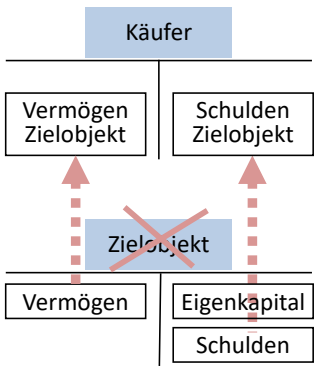 Käufer
Vermögen
Zielobjekt
Schulden
Zielobjekt
Zielobjekt
Vermögen
Eigenkapital
Schulden